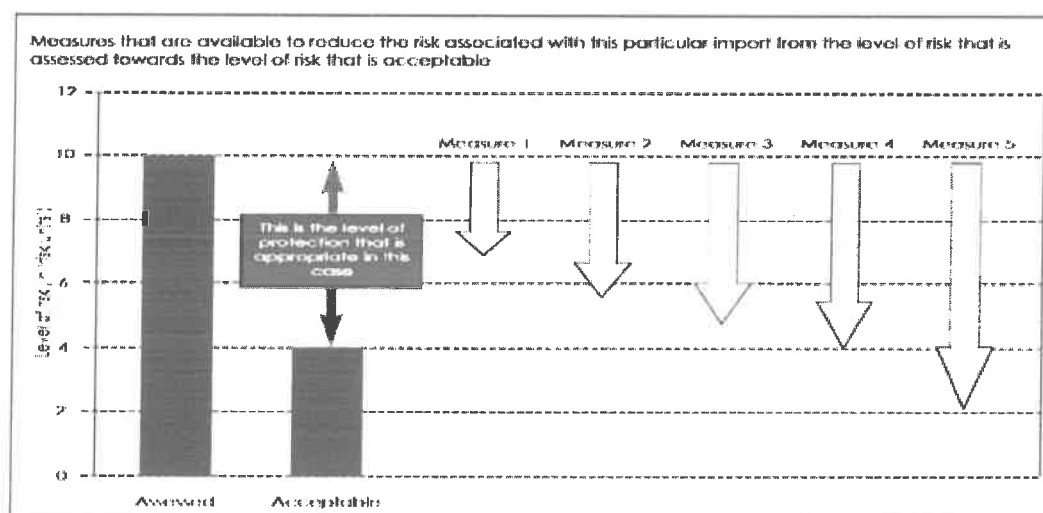 Measures that are available to reduce the risk associated with this particular import from the level of risk that is
assessed towards the level of risk that is acceptable
12
10
8
6
4
2
0
Level of risk
Measure 1 Measure 2 Measure 3 Measure 4 Measure 5
This is the level of
protection that is
appropriate in this
case
Assessed Acceptable